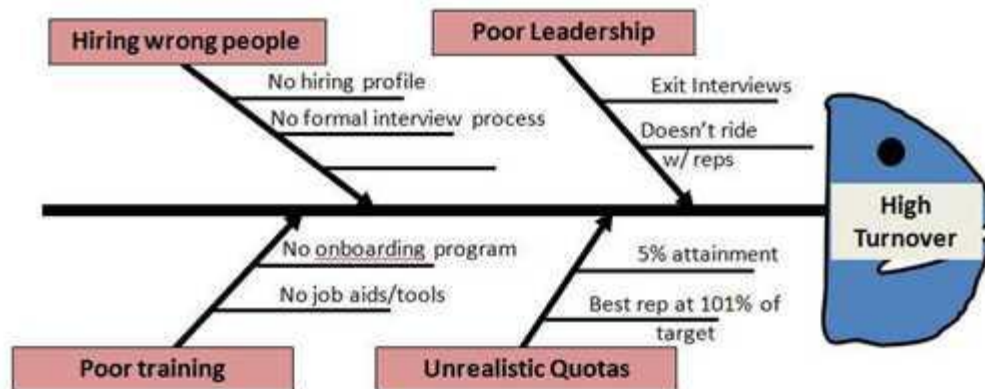 Hiring wrong people
No hiring profile
No formal interview process
Poor Leadership
Exit Interviews
Doesn't ride
w/ reps
High
Turnover
No onboarding program
No job aids/tools
Poor training
5% attainment
Best rep at 101% of
target
Unrealistic Quotas